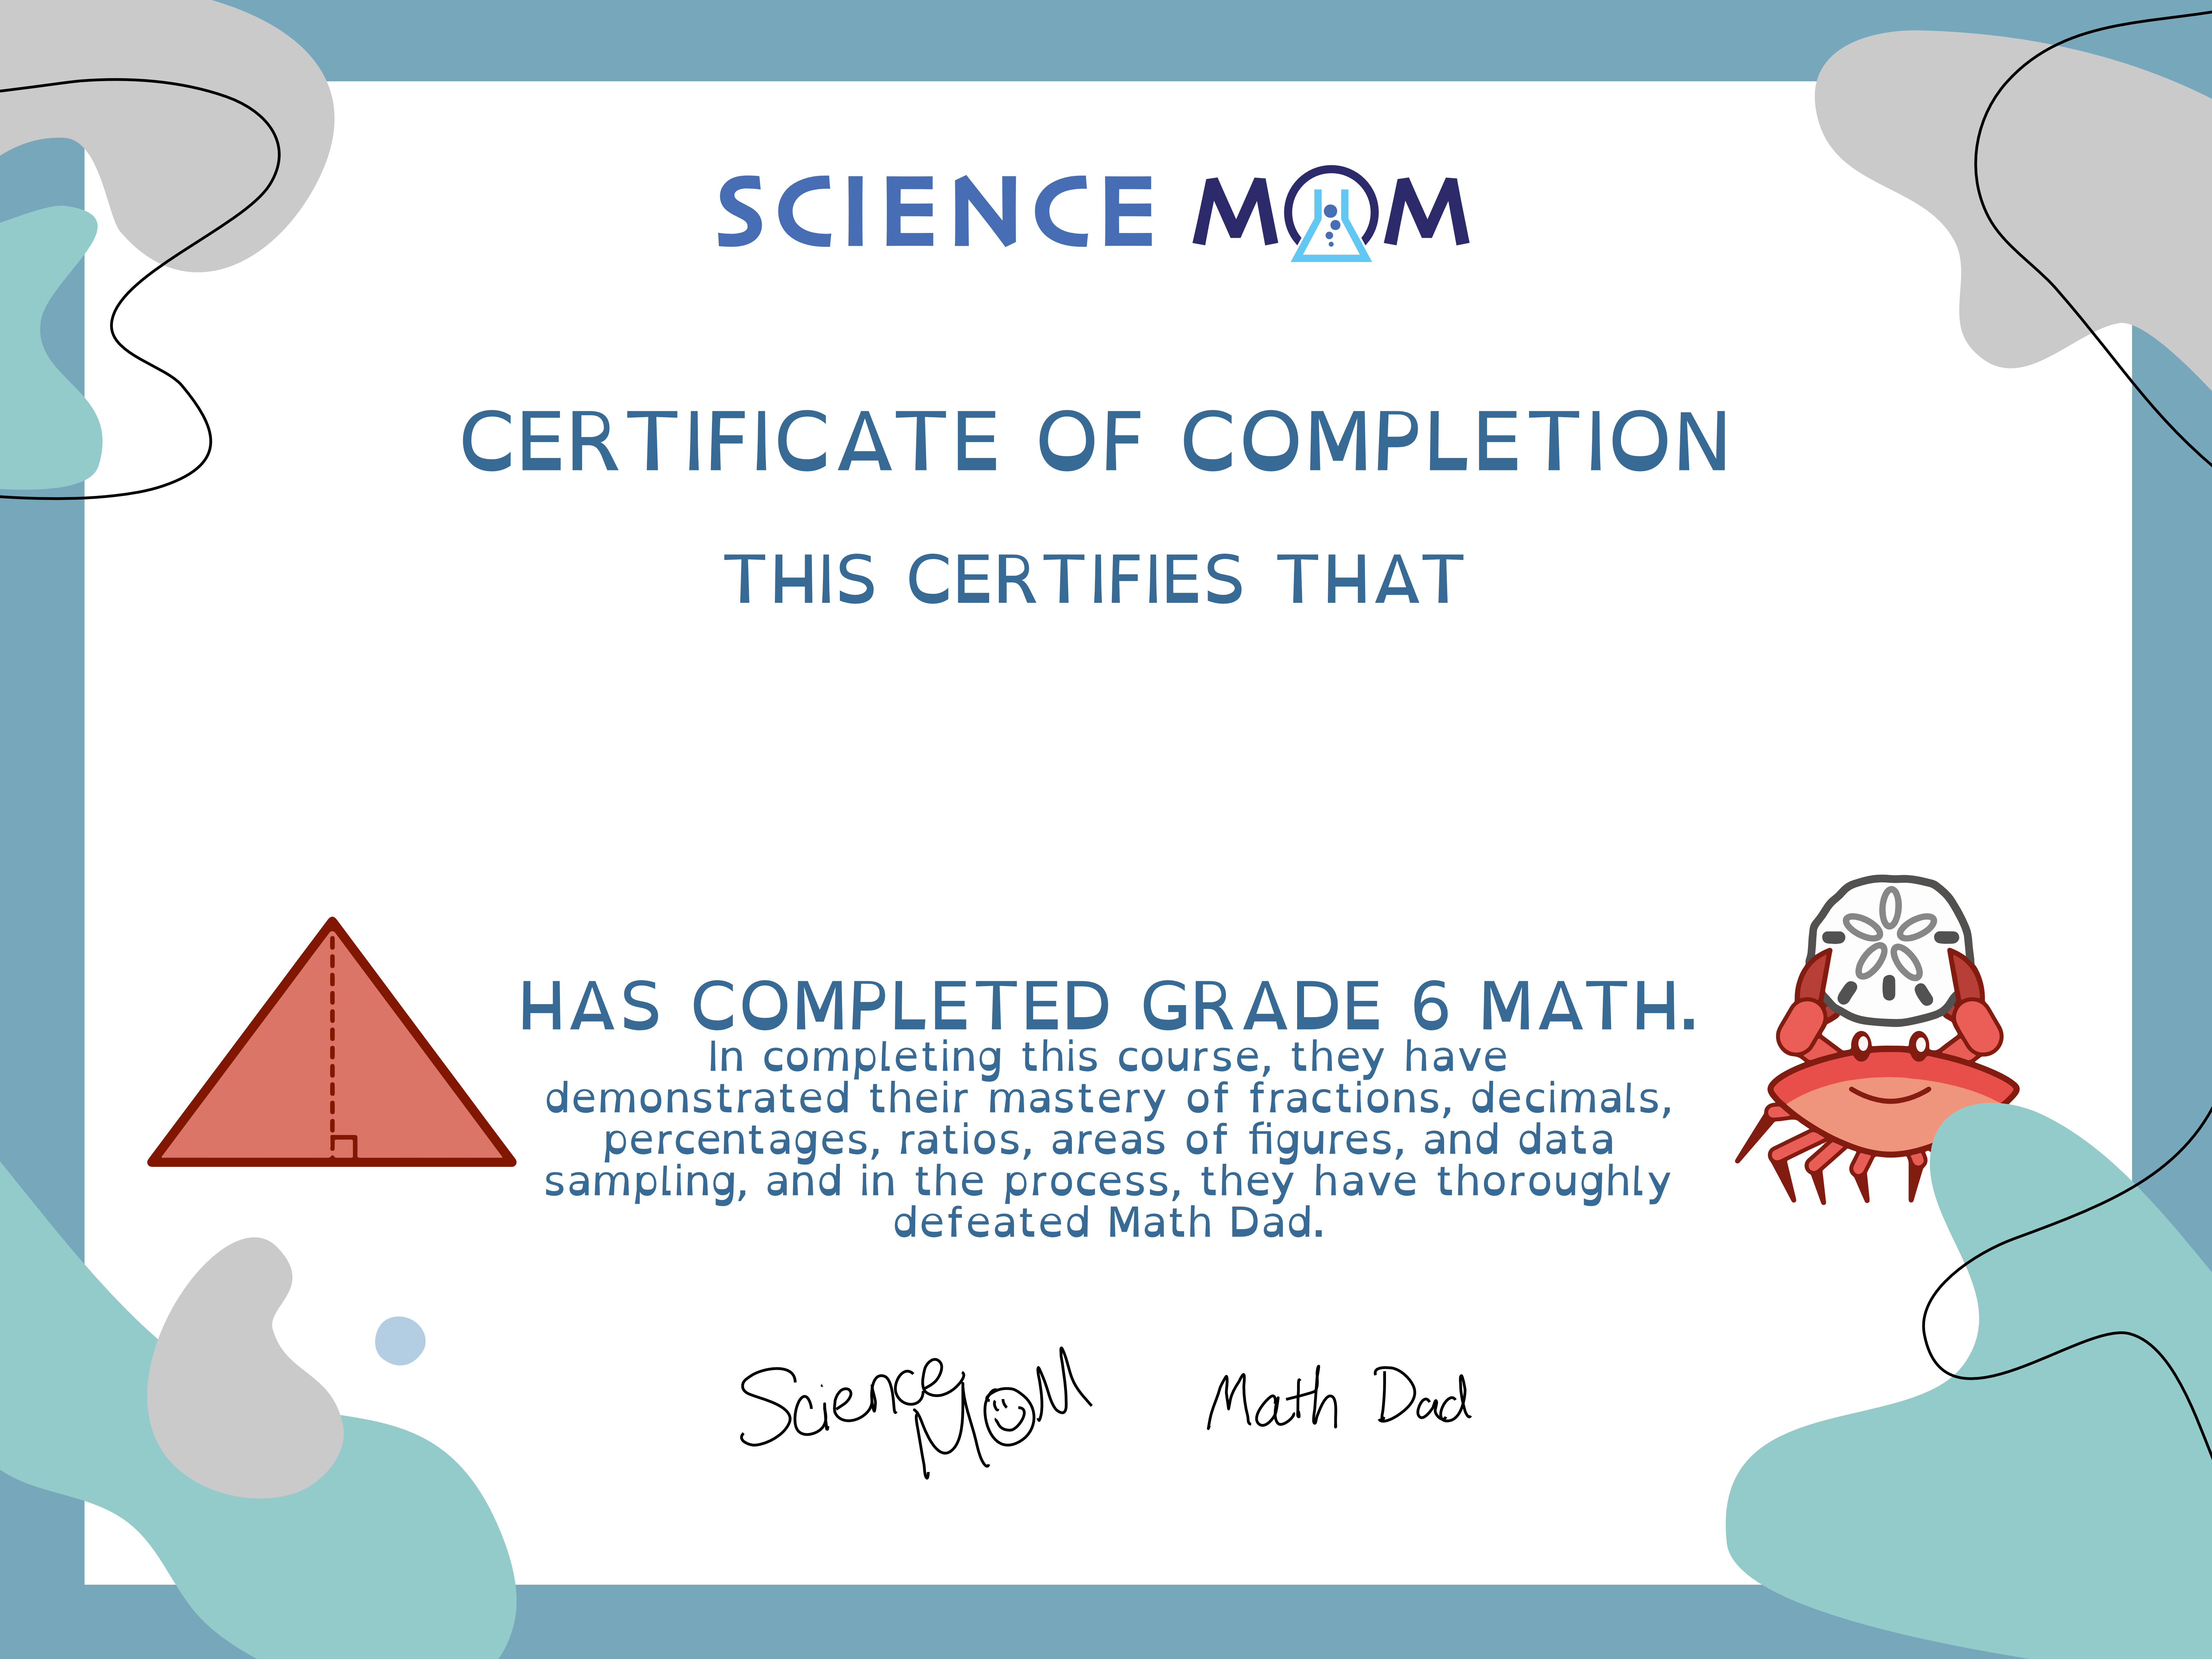 SCIENCE MOM
CERTIFICATE OF COMPLETION
THIS CERTIFIES THAT
HAS COMPLETED GRADE 6 MATH.
In completing this course, they have
demonstrated their mastery of fractions, decimals,
percentages, ratios, areas of figures, and data
sampling, and in the process, they have thoroughly
defeated Math Dad.
Science MOM Math Dad